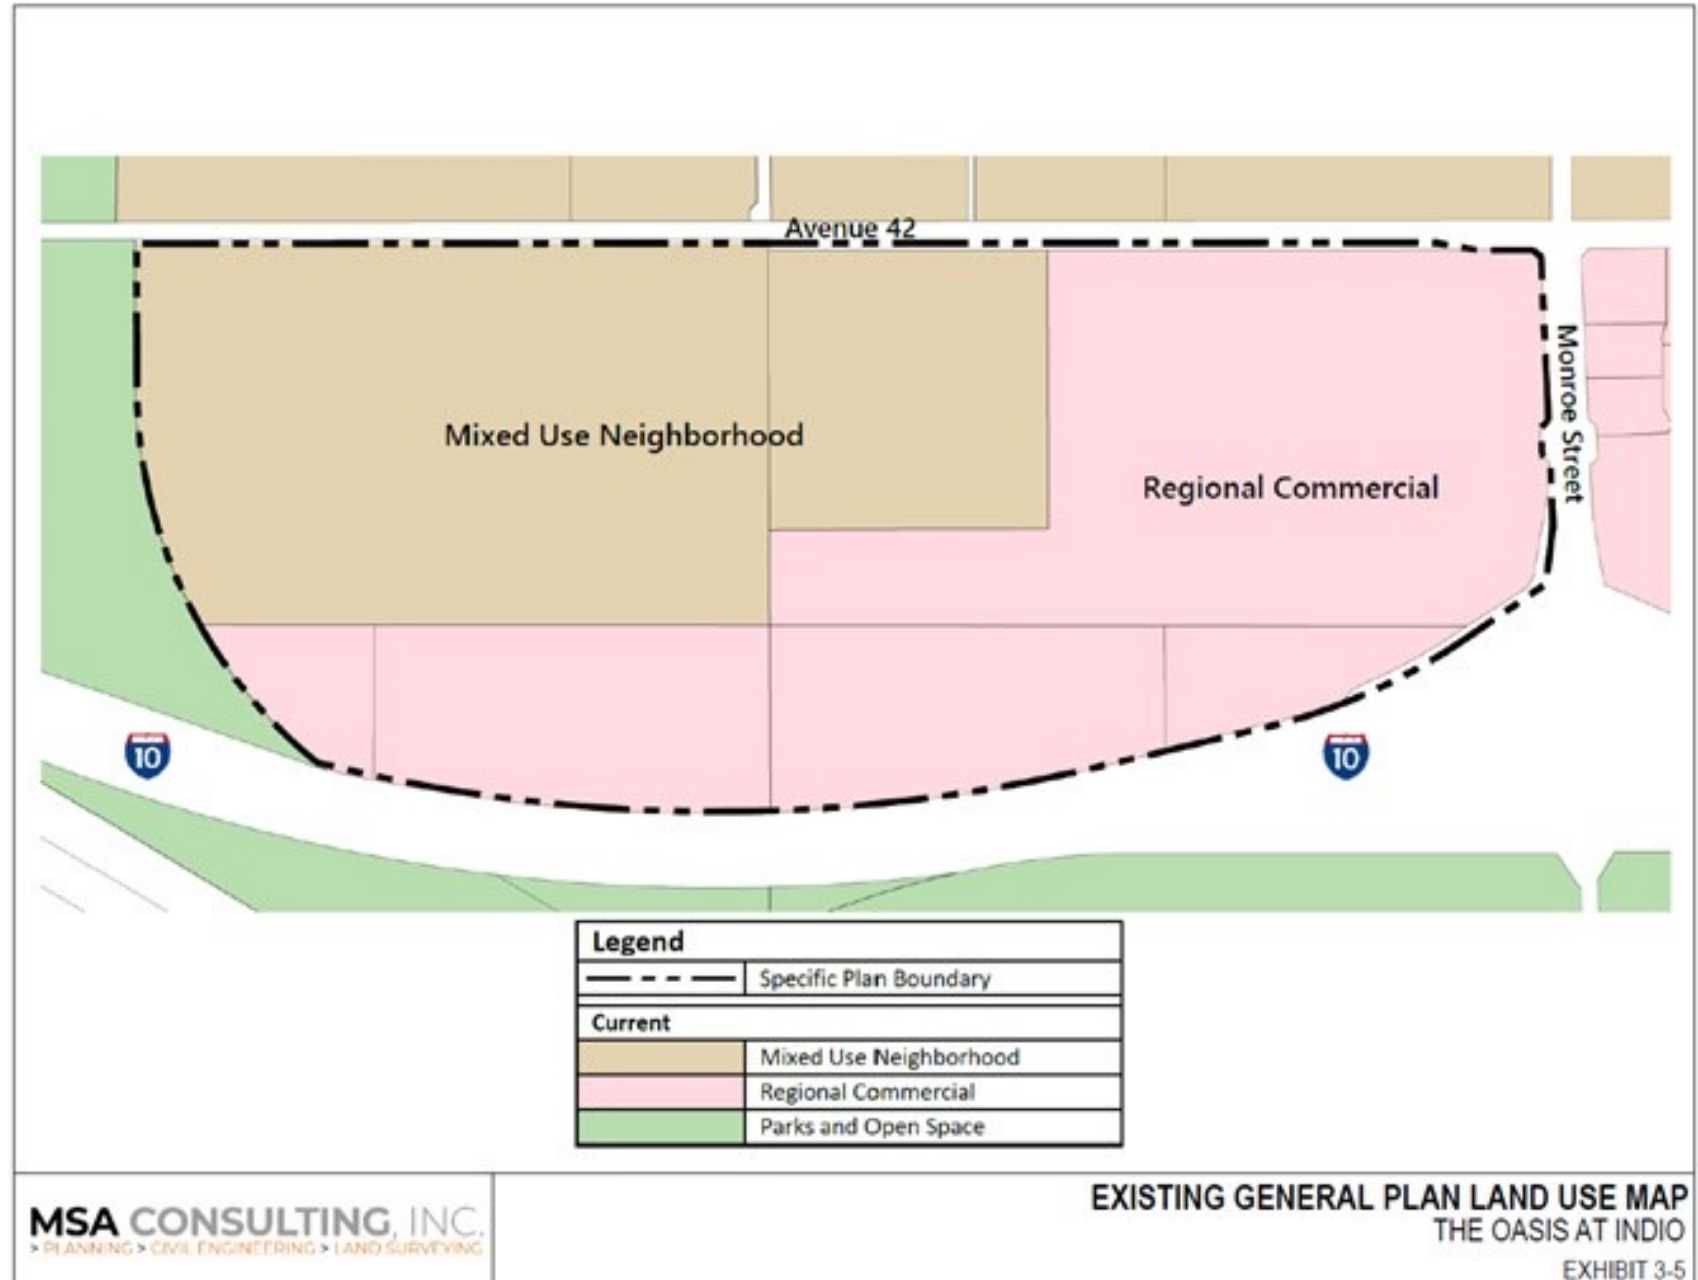 Avenue 42
Monroe Street
Mixed Use Neighborhood
Regional Commercial
10
10
Legend
Specific Plan Boundary
Current
Mixed Use Neighborhood
Regional Commercial
Parks and Open Space
MSA CONSULTING, INC.
> PLANNING > CIVIL ENGINEERING > LAND SURVEYING
EXISTING GENERAL PLAN LAND USE MAP
THE OASIS AT INDIO
EXHIBIT 3-5